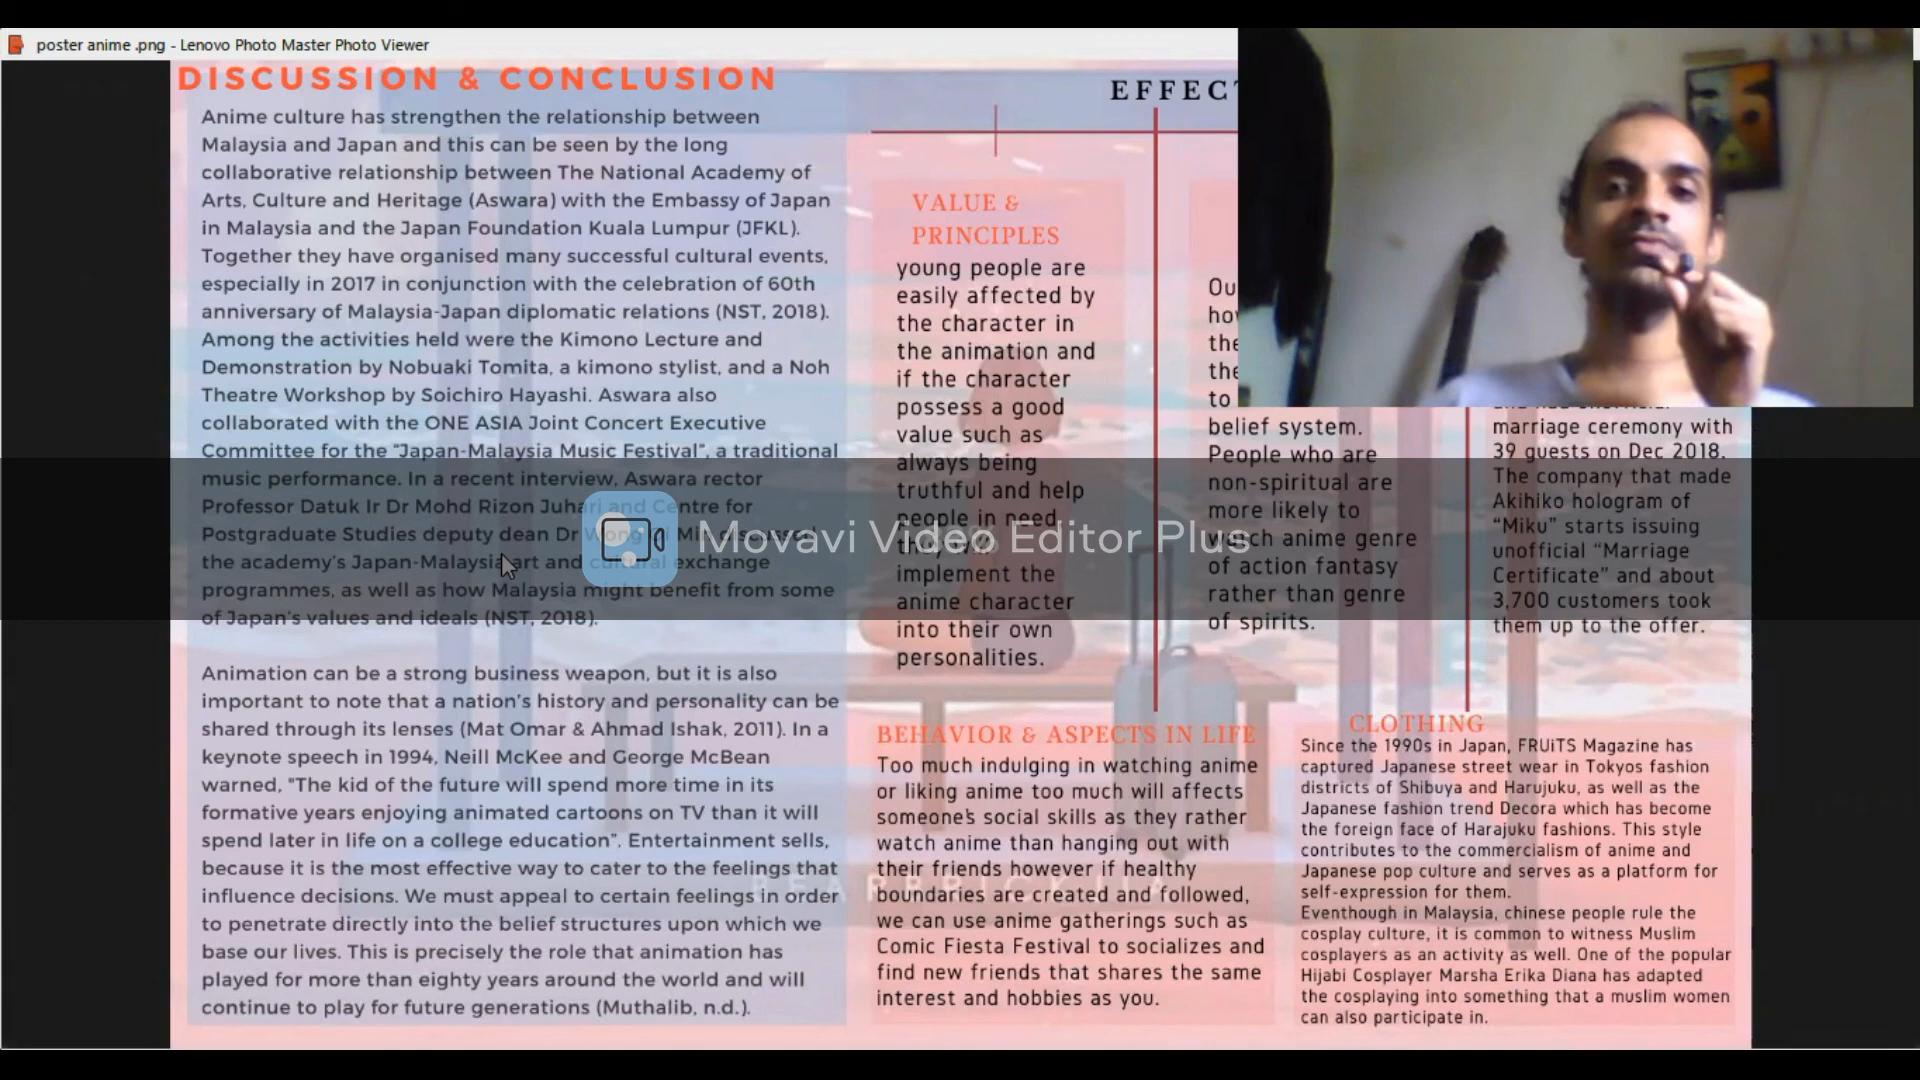 poster anime .png - Lenovo Photo Master Photo Viewer
DISCUSSION & CONCLUSION
Anime culture has strengthen the relationship between
Malaysia and Japan and this can be seen by the long
collaborative relationship between The National Academy of
Arts, Culture and Heritage (Aswara) with the Embassy of Japan
in Malaysia and the Japan Foundation Kuala Lumpur (JFKL).
Together they have organised many successful cultural events,
especially in 2017 in conjunction with the celebration of 60th
anniversary of Malaysia-Japan diplomatic relations (NST, 2018).
Among the activities held were the Kimono Lecture and
Demonstration by Nobuaki Tomita, a kimono stylist, and a Noh
Theatre Workshop by Soichiro Hayashi. Aswara also
collaborated with the ONE ASIA Joint Concert Executive
Committee for the "Japan-Malaysia Music Festival", a traditional
music performance. In a recent interview, Aswara rector
Professor Datuk Ir Dr Mohd Rizon Juhari and Centre for
Postgraduate Studies deputy dean Dr
the academy's Japan-Malaysia art and cultural exchange
programmes, as well as how Malaysia might benefit from some
of Japan's values and ideals (NST, 2018).
Animation can be a strong business weapon, but it is also
important to note that a nation's history and personality can be
shared through its lenses (Mat Omar & Ahmad Ishak, 2011). In a
keynote speech in 1994, Neill McKee and George McBean
warned, "The kid of the future will spend more time in its
formative years enjoying animated cartoons on TV than it will
spend later in life on a college education". Entertainment sells,
because it is the most effective way to cater to the feelings that
influence decisions. We must appeal to certain feelings in order
to penetrate directly into the belief structures upon which we
base our lives. This is precisely the role that animation has
played for more than eighty years around the world and will
continue to play for future generations (Muthalib, n.d.).
EFFECT
VALUE &
PRINCIPLES
young people are
easily affected by
the character in
the animation and
if the character
possess a good
value such as
always being
truthful and help
people in need
they will
implement the
anime character
into their own
personalities.
Ou
how
the
the
to
belief system.
People who are
non-spiritual are
more likely to
watch anime genre
of action fantasy
rather than genre
of spirits.
marriage ceremony with
39 guests on Dec 2018.
The company that made
Akihiko hologram of
"Miku" starts issuing
unofficial "Marriage
Certificate" and about
3,700 customers took
them up to the offer.
Movavi Video Editor Plus
BEHAVIOR & ASPECTS IN LIFE
Too much indulging in watching anime
or liking anime too much will affects
someone's social skills as they rather
watch anime than hanging out with
their friends however if healthy
boundaries are created and followed,
we can use anime gatherings such as
Comic Fiesta Festival to socializes and
find new friends that shares the same
interest and hobbies as you.
CLOTHING
Since the 1990s in Japan, FRUiTS Magazine has
captured Japanese street wear in Tokyos fashion
districts of Shibuya and Harujuku, as well as the
Japanese fashion trend Decora which has become
the foreign face of Harajuku fashions. This style
contributes to the commercialism of anime and
Japanese pop culture and serves as a platform for
self-expression for them.
Eventhough in Malaysia, chinese people rule the
cosplay culture, it is common to witness Muslim
cosplayers as an activity as well. One of the popular
Hijabi Cosplayer Marsha Erika Diana has adapted
the cosplaying into something that a muslim women
can also participate in.